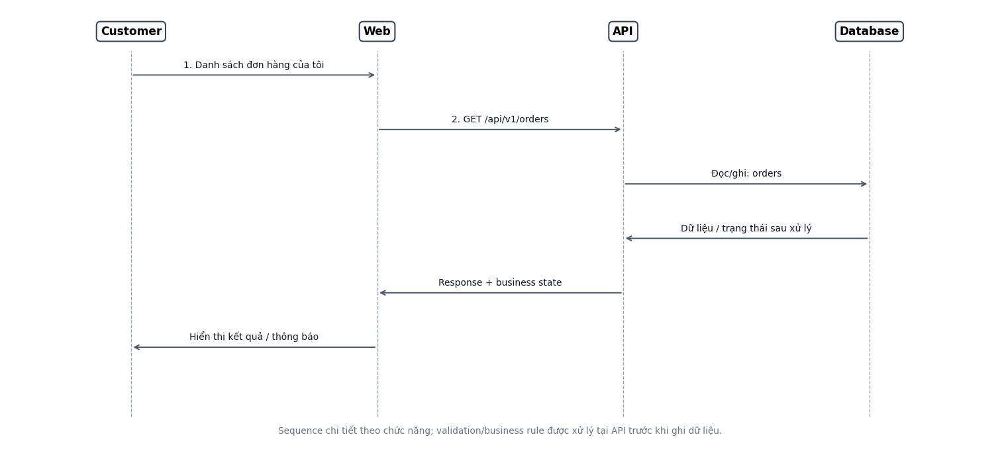 Customer
Web
API
Database
1. Danh sách đơn hàng của tôi
2. GET /api/v1/orders
Đọc/ghi: orders
Dữ liệu / trạng thái sau xử lý
Response + business state
Hiển thị kết quả / thông báo
Sequence chi tiết theo chức năng; validation/business rule được xử lý tại API trước khi ghi dữ liệu.